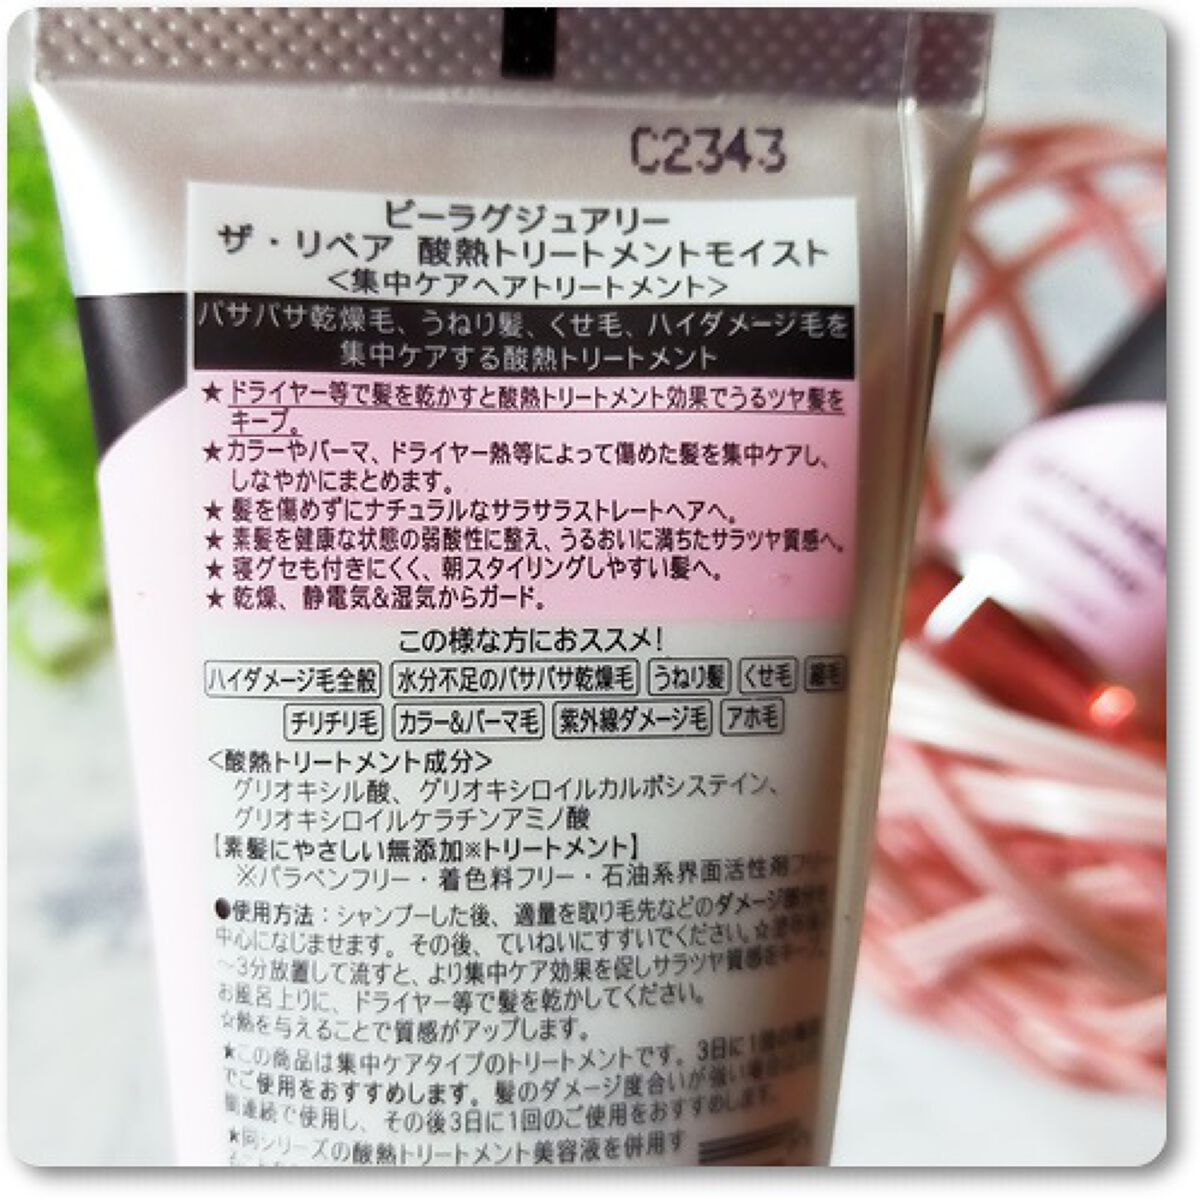 C2343
ビーラグジュアリー
ザ・リペア 酸熱トリートメントモイスト
<集中ケアヘアトリートメント>
パサパサ乾燥毛、うねり髪、くせ毛、ハイダメージ毛を
集中ケアする酸熱トリートメント
★ドライヤー等で髪を乾かすと酸熱トリートメント効果でうるツヤ髪を
キープ。
★カラーやパーマ、ドライヤー熱等によって傷めた髪を集中ケアし、
しなやかにまとめます。
★髪を傷めずにナチュラルなサラサラストレートヘアへ。
★素髪を健康な状態の弱酸性に整え、うるおいに満ちたサラツヤ質感へ。
★寝グセも付きにくく、朝スタイリングしやすい髪へ。
★乾燥、静電気&湿気からガード。
この様な方におススメ!
ハイダメージ毛全般 水分不足のパサパサ乾燥毛 うねり髪 くせ毛
チリチリ毛 カラー&パーマ毛 紫外線ダメージ毛 アホ毛
<酸熱トリートメント成分>
グリオキシル酸、グリオキシロイルカルボシステイン、
グリオキシロイルケラチンアミノ酸
【素髪にやさしい無添加※トリートメント】
※パラベンフリー・着色料フリー・石油系界面活性剤フリー
●使用方法:シャンプーした後、適量を取り毛先などのダメージ部分を
中心になじませます。その後、ていねいにすすいでください。☆
~3分放置して流すと、より集中ケア効果を促しサラツヤ質感をキープ。
お風呂上りに、ドライヤー等で髪を乾かしてください。
☆熱を与えることで質感がアップします。
★この商品は集中ケアタイプのトリートメントです。3日に1回の
でご使用をおすすめします。髪のダメージ度合いが強い場合は
間連続で使用し、その後3日に1回のご使用をおすすめします。
★同シリーズの酸熱トリートメント美容液を併用す